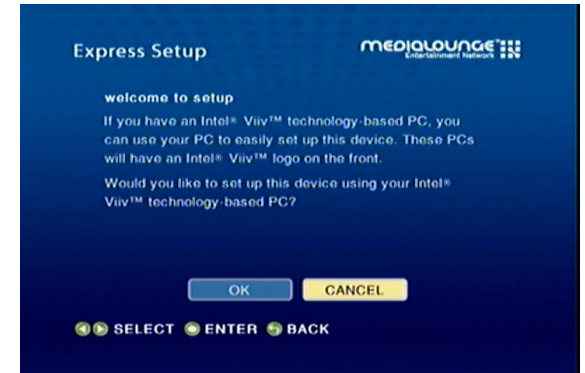 Express Setup
MEDIALOUNGE™
Entertainment Network
welcome to setup
If you have an Intel® Viiv™ technology-based PC, you
can use your PC to easily set up this device. These PCs
will have an Intel® Viiv™ logo on the front.
Would you like to set up this device using your Intel®
Viiv™ technology-based PC?
OK CANCEL
SELECT ENTER BACK